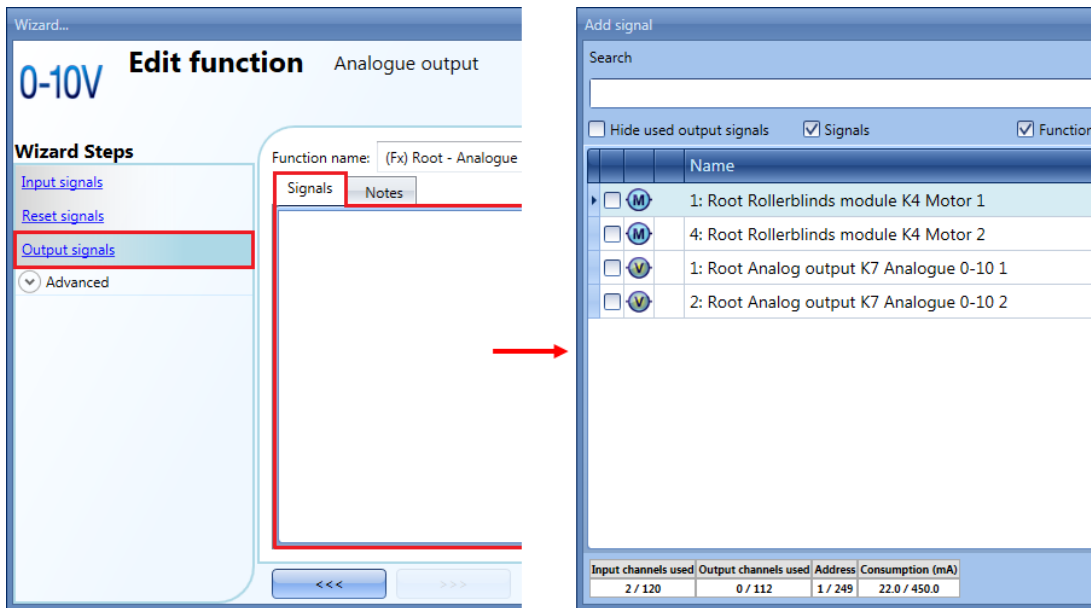 Wizard...
0-10V
Edit function
Analogue output
Wizard Steps
Input signals
Reset signals
Output signals
Advanced
Function name:
(Fx) Root - Analogue
Signals
Notes
<<<
>>>
Add signal
Search
Hide used output signals
Signals
Function
Name
M
1: Root Rollerblinds module K4 Motor 1
M
4: Root Rollerblinds module K4 Motor 2
V
1: Root Analog output K7 Analogue 0-10 1
V
2: Root Analog output K7 Analogue 0-10 2
Input channels used Output channels used Address Consumption (mA)
2 / 120 0 / 112 1 / 249 22.0 / 450.0